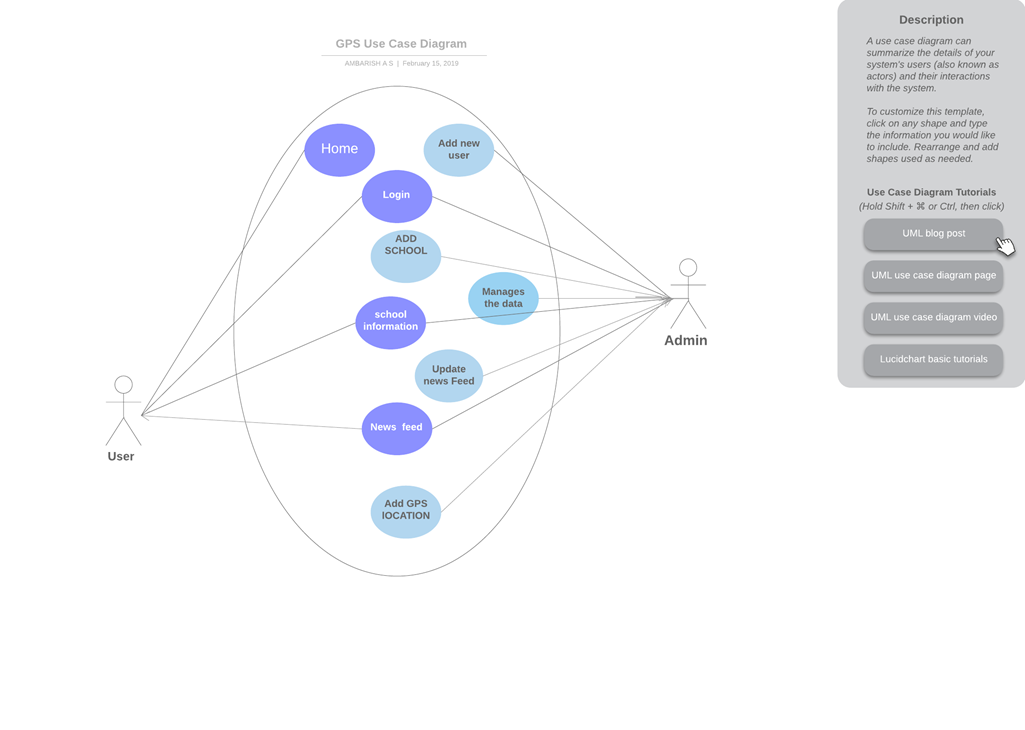 GPS Use Case Diagram
AMBARISH A S | February 15, 2019
Home
Add new
user
Login
ADD
SCHOOL
Manages
the data
school
information
Update
news Feed
News feed
Add GPS
lOCATION
User
Admin
Description
A use case diagram can
summarize the details of your
system's users (also known as
actors) and their interactions
with the system.
To customize this template,
click on any shape and type
the information you would like
to include. Rearrange and add
shapes used as needed.
Use Case Diagram Tutorials
(Hold Shift + ⌘ or Ctrl, then click)
UML blog post
UML use case diagram page
UML use case diagram video
Lucidchart basic tutorials